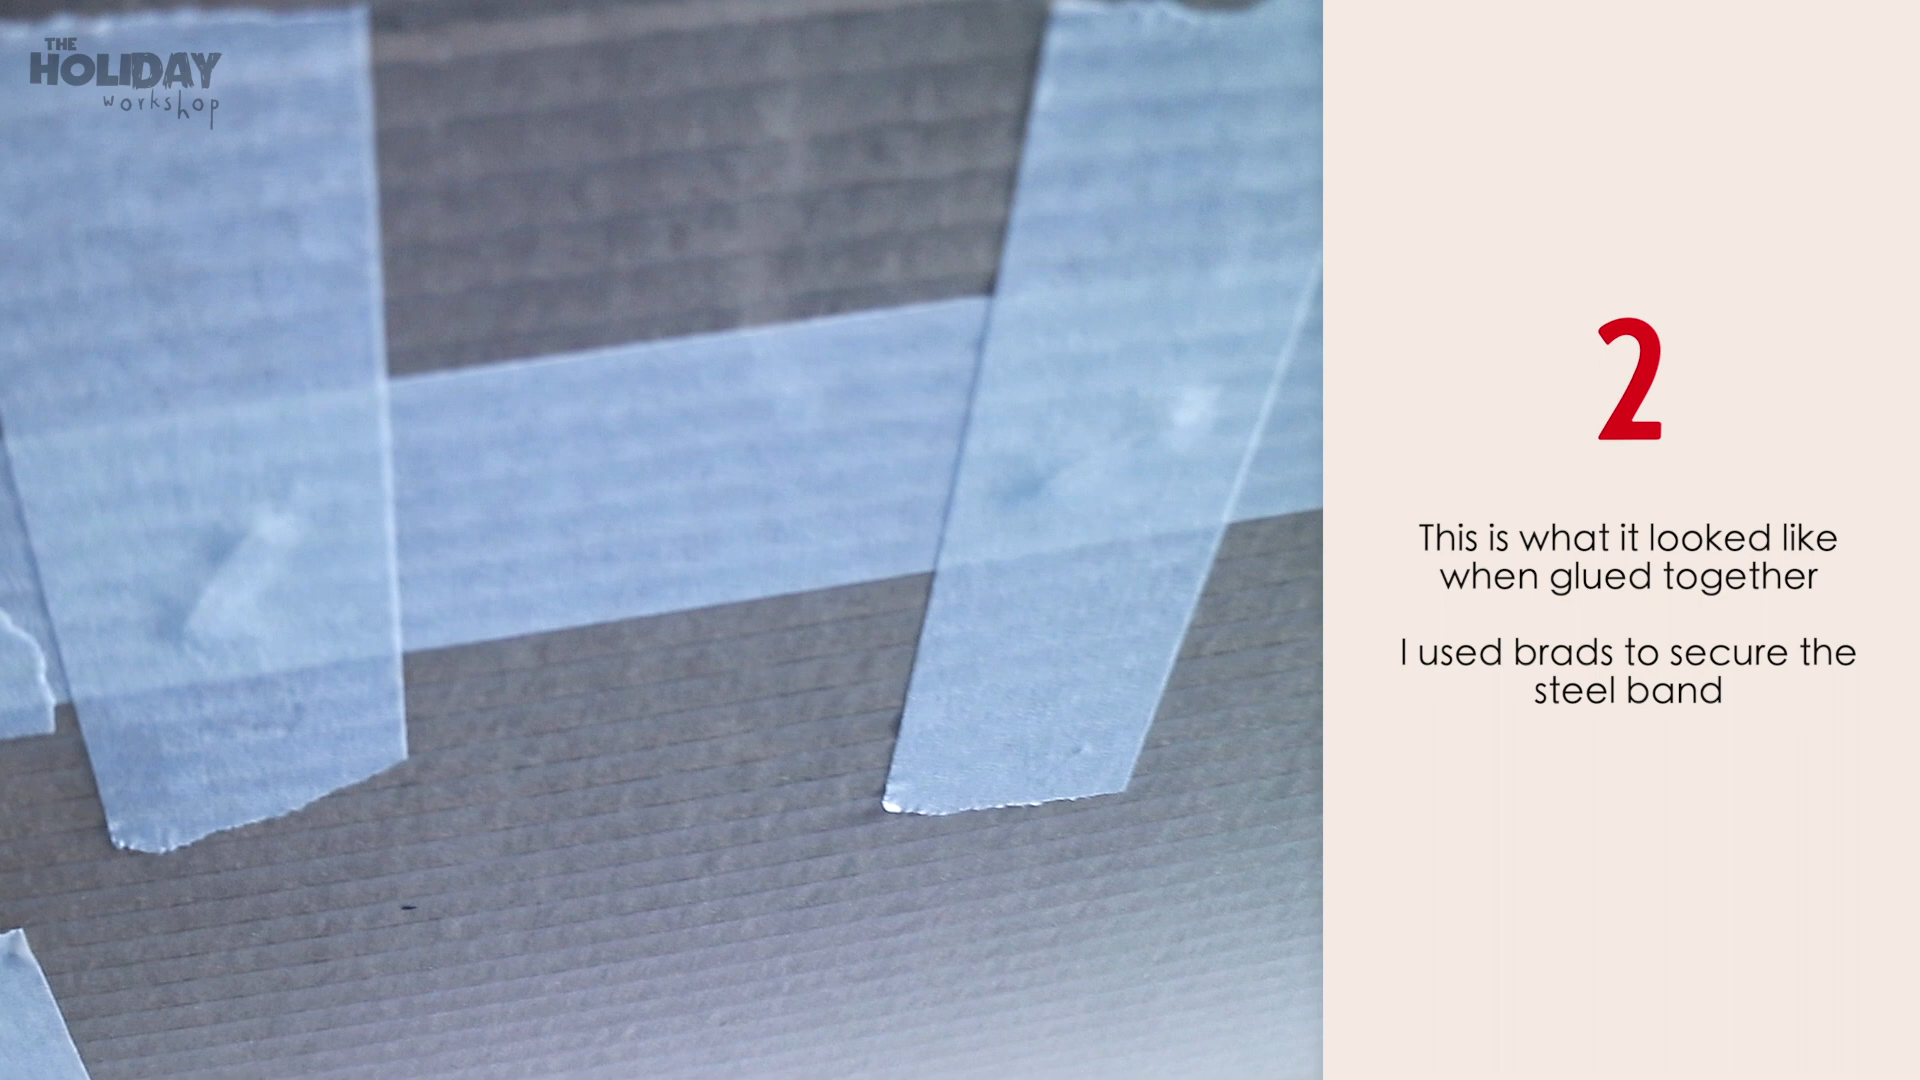 THE
HOLIDAY
workshop
2
This is what it looked like
when glued together
I used brads to secure the
steel band